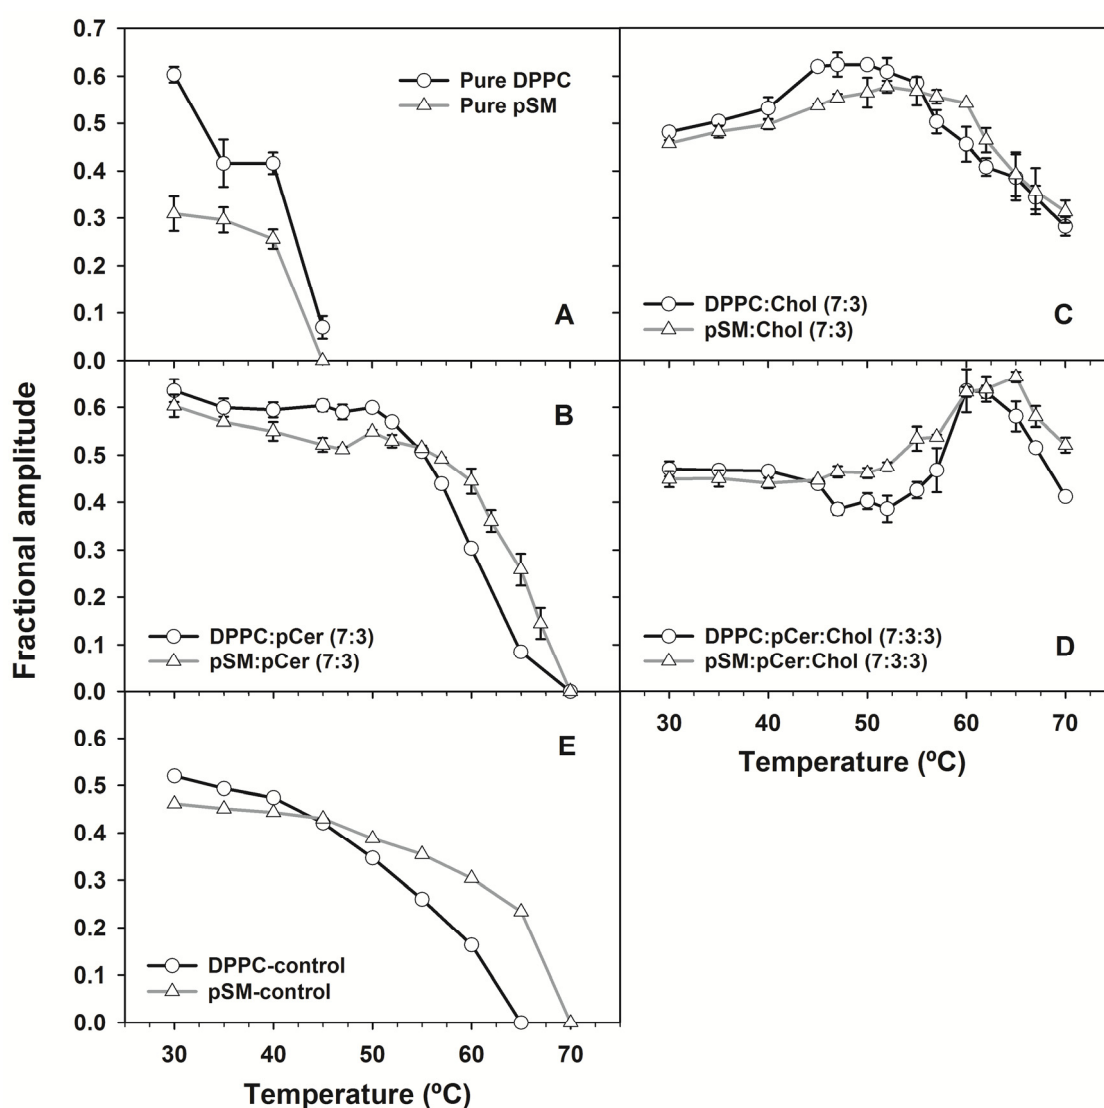 Fractional amplitude
0.7
0.6
0.5
0.4
0.3
0.2
0.1
0.0
Pure DPPC
Pure pSM
A
0.6
0.5
0.4
0.3
0.2
0.1
0.0
B
DPPC:pCer (7:3)
pSM:pCer (7:3)
0.6
0.5
0.4
0.3
0.2
0.1
0.0
E
DPPC-control
pSM-control
30 40 50 60 70
Temperature (ºC)
DPPC:Chol (7:3)
pSM:Chol (7:3)
C
DPPC:pCer:Chol (7:3:3)
pSM:pCer:Chol (7:3:3)
D
30 40 50 60 70
Temperature (ºC)